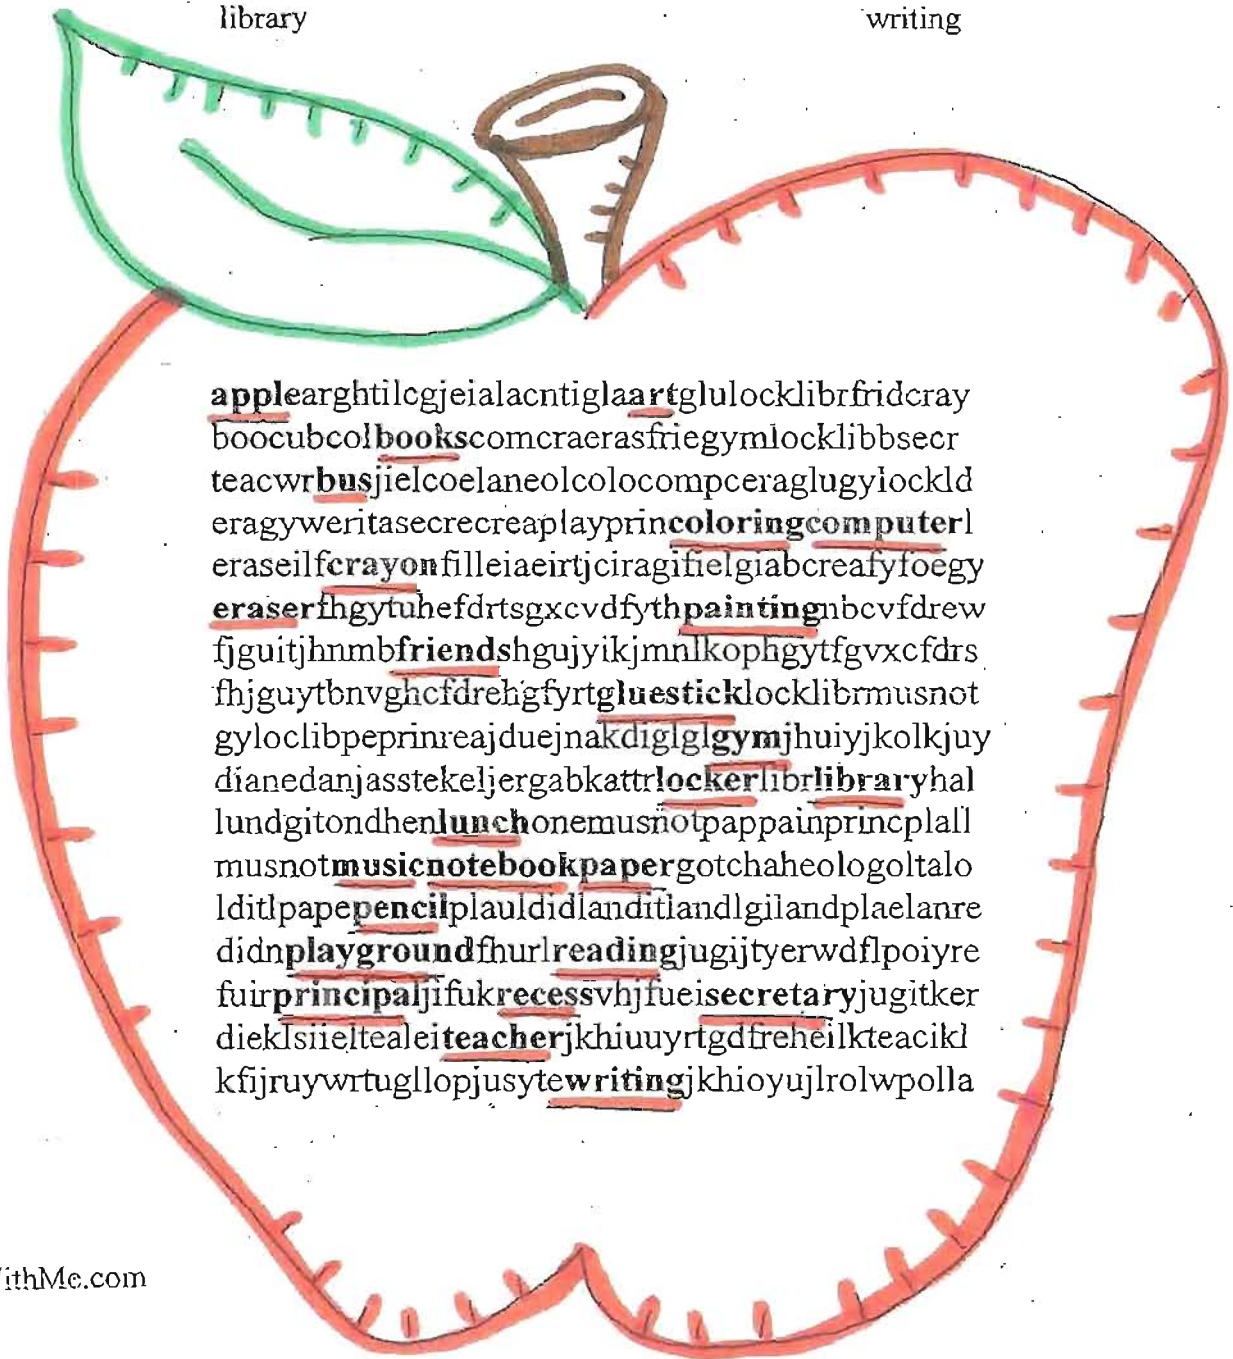 library writing
applearghtilcgjeialacntiglaartglulocklibrfridcray
boocubcolbookscomcraerasfriegymlocklibbsecr
teacwrbusjielcoelaneolcolocompceraglugylockld
eragyweritasecrecreaplayprincoloringcomputerl
eraseilfcrayonfilleiaeirtjciragifielgiabcreafyfoegy
eraserfhgytuhefdrtsgxcvdfythpaintingnbcvfdrew
fjguitjhnmbfriendshgujyikjmnlkophgytfgvxcfdrs
fhjguytbnvghcfdrehgfyrtgluesticklocklibrmusnot
gyloclibpeprinreajduejnakdiglglgymjhuiyjkolkjuy
dianedanjasstekeljergabkattrlockerlibrlibraryhal
lundgitondhenlunchonemusnotpappainprincplall
musnotmusicnotebookpapergotchaheologoltalo
lditlpapepencilplauldidlanditlandlgilandplaelanre
didnplaygroundfhurlreadingjugijtyerwdflpoiyre
fuirprincipaljifukrecessvhjfueisecretaryjugitker
dieklsiieltealeiteacherjkhiuuyrtgdfreheilkteacikl
kfijruywrtugllopjusytewritingjkhioyujlrolwpolla
ithMe.com